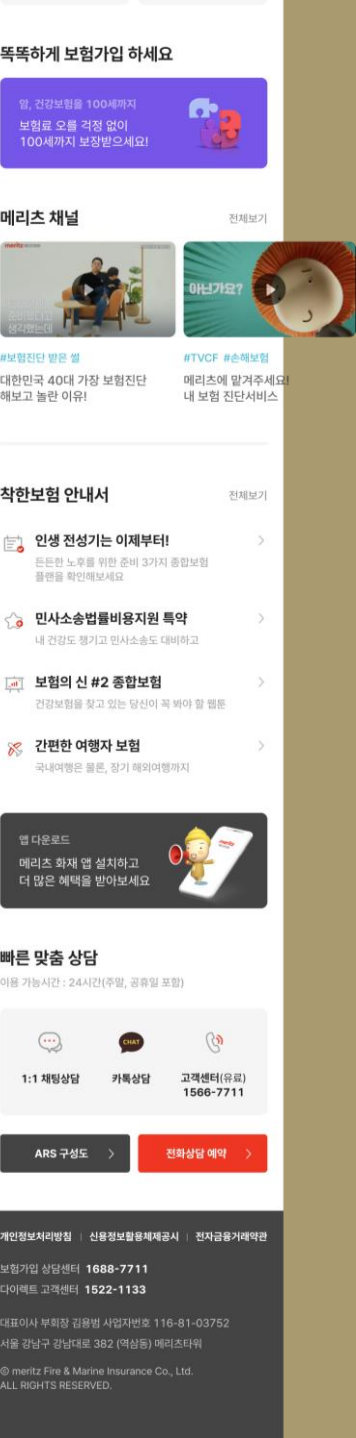 똑똑하게 보험가입 하세요
암, 건강보험을 100세까지
보험료 오를 걱정 없이
100세까지 보장받으세요!
메리츠 채널
전체보기
meritz
준비했다고
생각했는데
아닌가요?
#보험진단 받은 썰
대한민국 40대 가장 보험진단
해보고 놀란 이유!
#TVCF #손해보험
메리츠에 맡겨주세요!
내 보험 진단서비스
착한보험 안내서
전체보기
인생 전성기는 이제부터!
든든한 노후를 위한 준비 3가지 종합보험
플랜을 확인해보세요
민사소송법률비용지원 특약
내 건강도 챙기고 민사소송도 대비하고
보험의 신 #2 종합보험
건강보험을 찾고 있는 당신이 꼭 봐야 할 웹툰
간편한 여행자 보험
국내여행은 물론, 장기 해외여행까지
앱 다운로드
메리츠 화재 앱 설치하고
더 많은 혜택을 받아보세요
meritz
빠른 맞춤 상담
이용 가능시간 : 24시간(주말, 공휴일 포함)
CHAT
1:1 채팅상담
카톡상담
고객센터(유료)
1566-7711
ARS 구성도
전화상담 예약
개인정보처리방침 | 신용정보활용체제공시 | 전자금융거래약관
보험가입 상담센터 1688-7711
다이렉트 고객센터 1522-1133
대표이사 부회장 김용범 사업자번호 116-81-03752
서울 강남구 강남대로 382 (역삼동) 메리츠타워
© meritz Fire & Marine Insurance Co., Ltd.
ALL RIGHTS RESERVED.